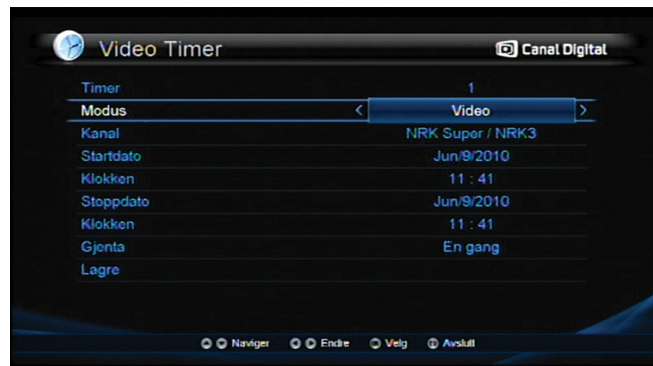 Video Timer Canal Digital
Timer 1
Modus < Video >
Kanal NRK Super / NRK3
Startdato Jun/9/2010
Klokken 11 : 41
Stoppdato Jun/9/2010
Klokken 11 : 41
Gjenta En gang
Lagre
Naviger Endre Velg Avslutt